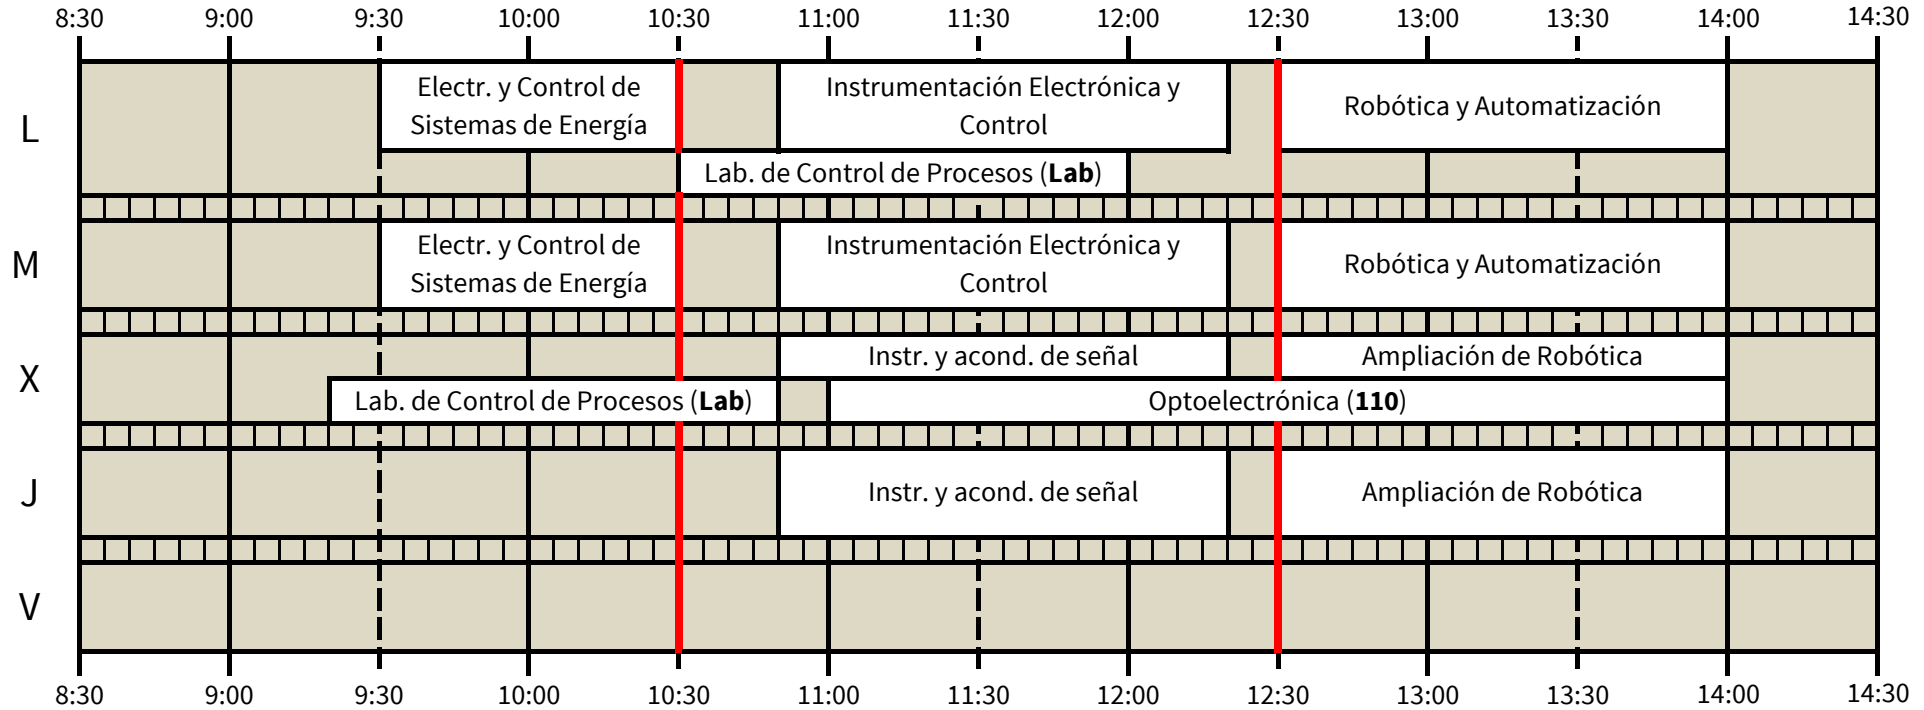 8:30 9:00 9:30 10:00 10:30 11:00 11:30 12:00 12:30 13:00 13:30 14:00 14:30
L
Electr. y Control de
Sistemas de Energía
Instrumentación Electrónica y
Control
Robótica y Automatización
Lab. de Control de Procesos (Lab)
M
Electr. y Control de
Sistemas de Energía
Instrumentación Electrónica y
Control
Robótica y Automatización
X
Instr. y acond. de señal
Ampliación de Robótica
Lab. de Control de Procesos (Lab)
Optoelectrónica (110)
J
Instr. y acond. de señal
Ampliación de Robótica
V
8:30 9:00 9:30 10:00 10:30 11:00 11:30 12:00 12:30 13:00 13:30 14:00 14:30